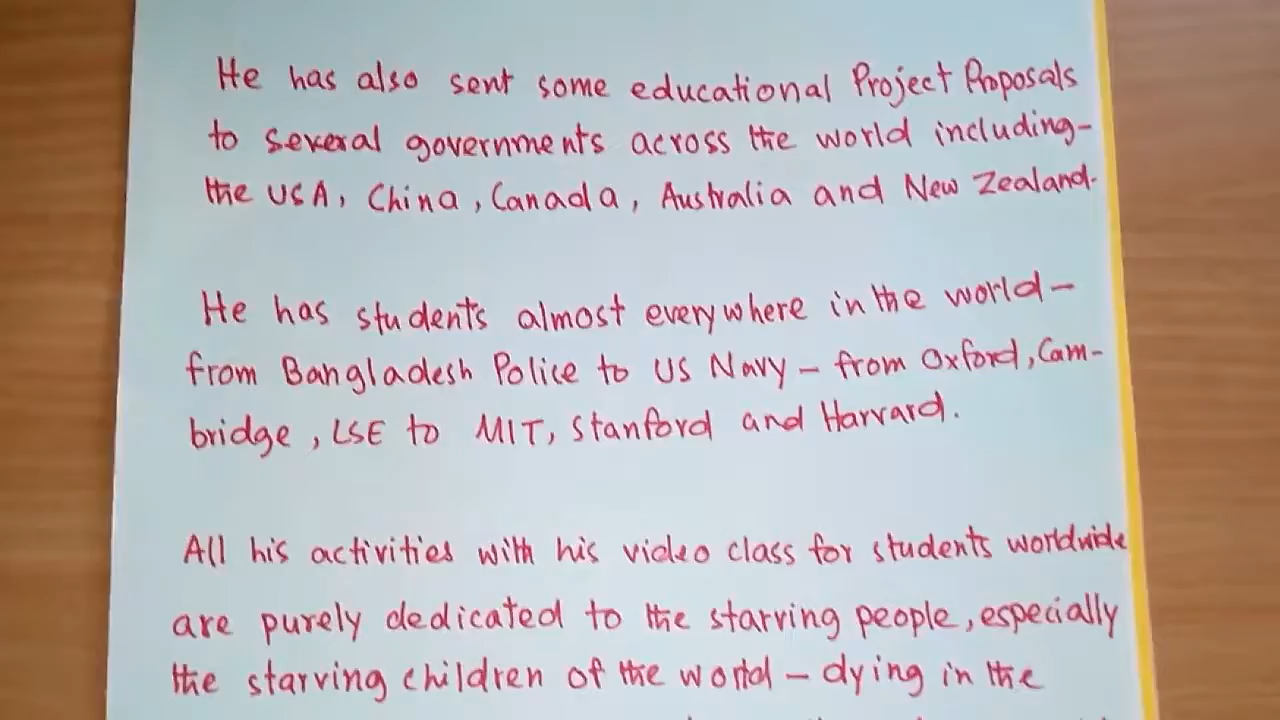 He has also sent some educational Project Proposals
to several governments across the world including-
the USA, China, Canada, Australia and New Zealand.
He has students almost everywhere in the world -
from Bangladesh Police to US Navy - from Oxford, Cam-
bridge, LSE to MIT, Stanford and Harvard.
All his activities with his video class for students worldwide
are purely dedicated to the starving people, especially
the starving children of the world - dying in the